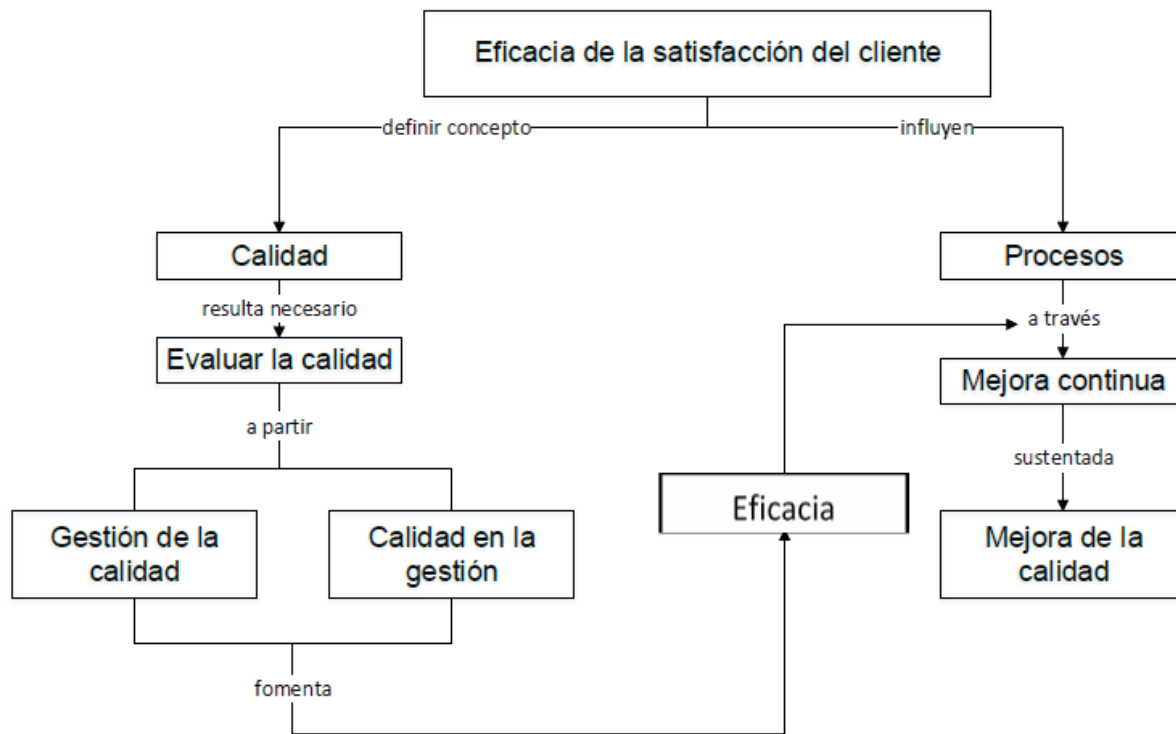 Eficacia de la satisfacción del cliente
definir concepto
influyen
Calidad
Procesos
resulta necesario
a través
Evaluar la calidad
Mejora continua
a partir
sustentada
Gestión de la
calidad
Calidad en la
gestión
Eficacia
Mejora de la
calidad
fomenta